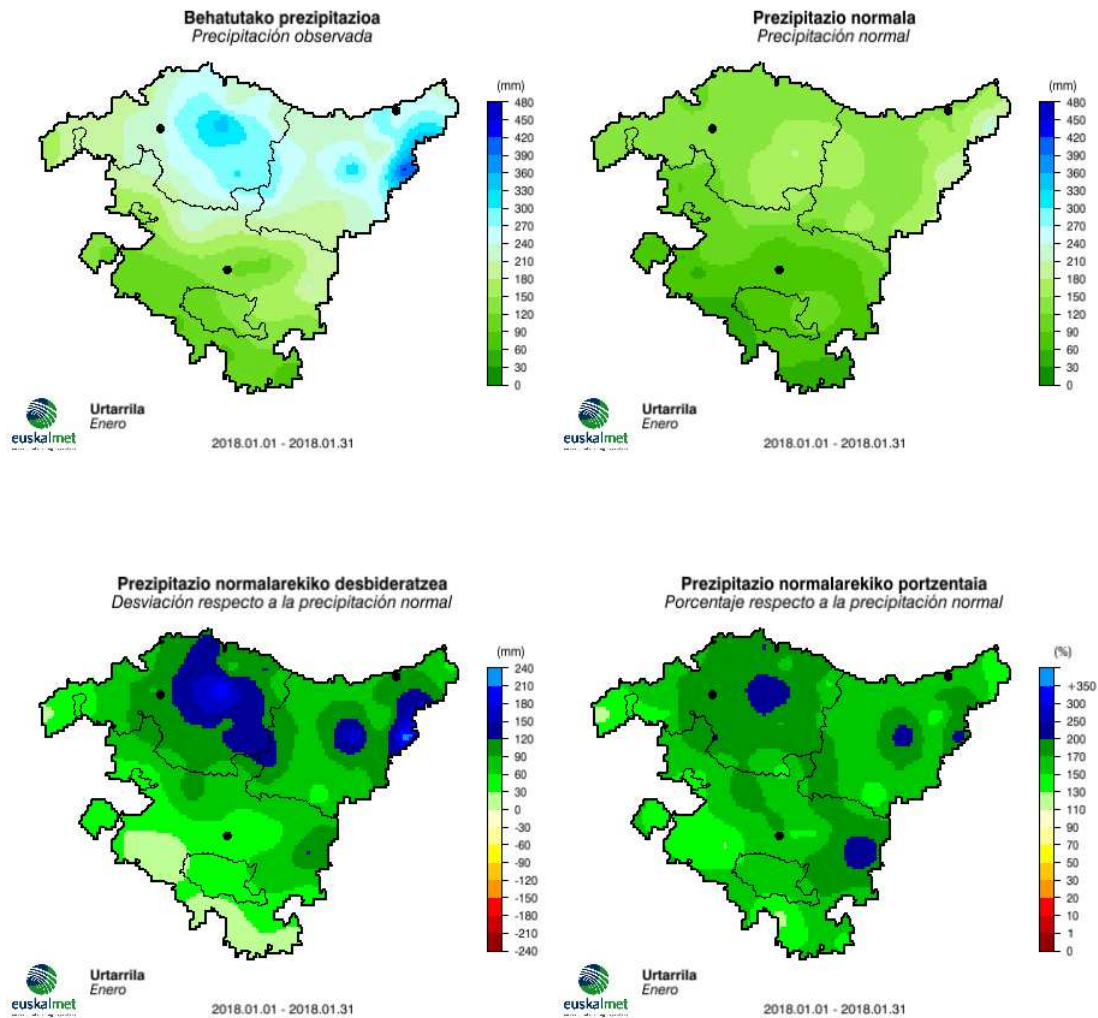 Behatutako prezipitazioa
Precipitación observada
(mm)
480
450
420
390
360
330
300
270
240
210
180
150
120
90
60
30
0
Urtarrila
Enero
euskalmet
2018.01.01 - 2018.01.31
Prezipitazio normala
Precipitación normal
(mm)
480
450
420
390
360
330
300
270
240
210
180
150
120
90
60
30
0
Urtarrila
Enero
euskalmet
2018.01.01 - 2018.01.31
Prezipitazio normalarekiko desbideratzea
Desviación respecto a la precipitación normal
(mm)
240
210
180
150
120
90
60
30
0
-30
-60
-90
-120
-150
-180
-210
-240
Urtarrila
Enero
euskalmet
2018.01.01 - 2018.01.31
Prezipitazio normalarekiko portzentaia
Porcentaje respecto a la precipitación normal
(%)
+350
300
200
170
150
130
110
90
70
50
30
20
10
1
0
Urtarrila
Enero
euskalmet
2018.01.01 - 2018.01.31